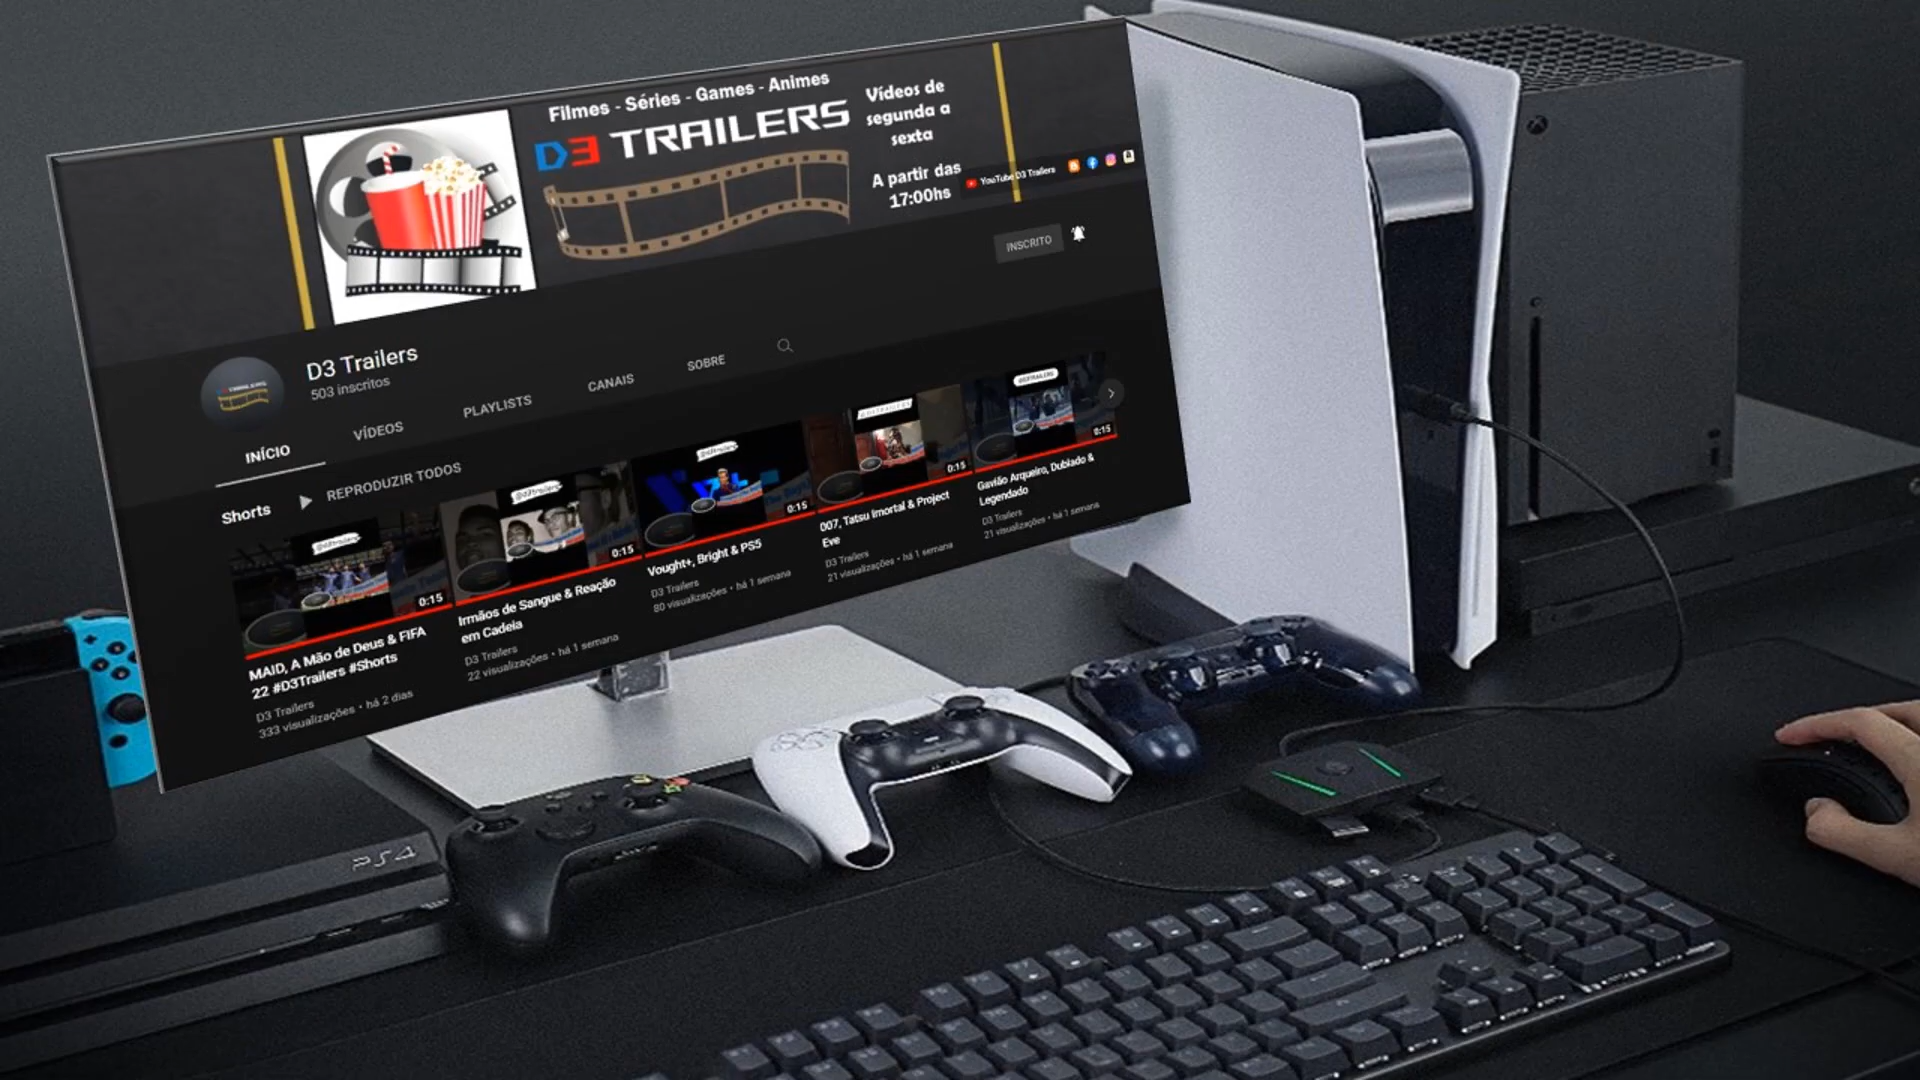 Filmes - Séries - Games - Animes
D3 TRAILERS
Vídeos de
segunda a
sexta
A partir das
17:00hs
YouTube D3 Trailers
INSCRITO
D3 Trailers
503 inscritos
INÍCIO
VÍDEOS
PLAYLISTS
CANAIS
SOBRE
Shorts
REPRODUZIR TODOS
@d3trailers
0:15
MAID, A Mão de Deus & FIFA
22 #D3Trailers #Shorts
D3 Trailers
333 visualizações • há 2 dias
@d3trailers
0:15
Irmãos de Sangue & Reação
em Cadeia
D3 Trailers
22 visualizações • há 1 semana
@d3trailers
0:15
Vought+, Bright & PS5
D3 Trailers
80 visualizações • há 1 semana
@D3TRAILERS
0:15
007, Tatsu Imortal & Project
Eve
D3 Trailers
21 visualizações • há 1 semana
@D3TRAILERS
0:15
Gavião Arqueiro, Dublado &
Legendado
D3 Trailers
21 visualizações • há 1 semana
PS4